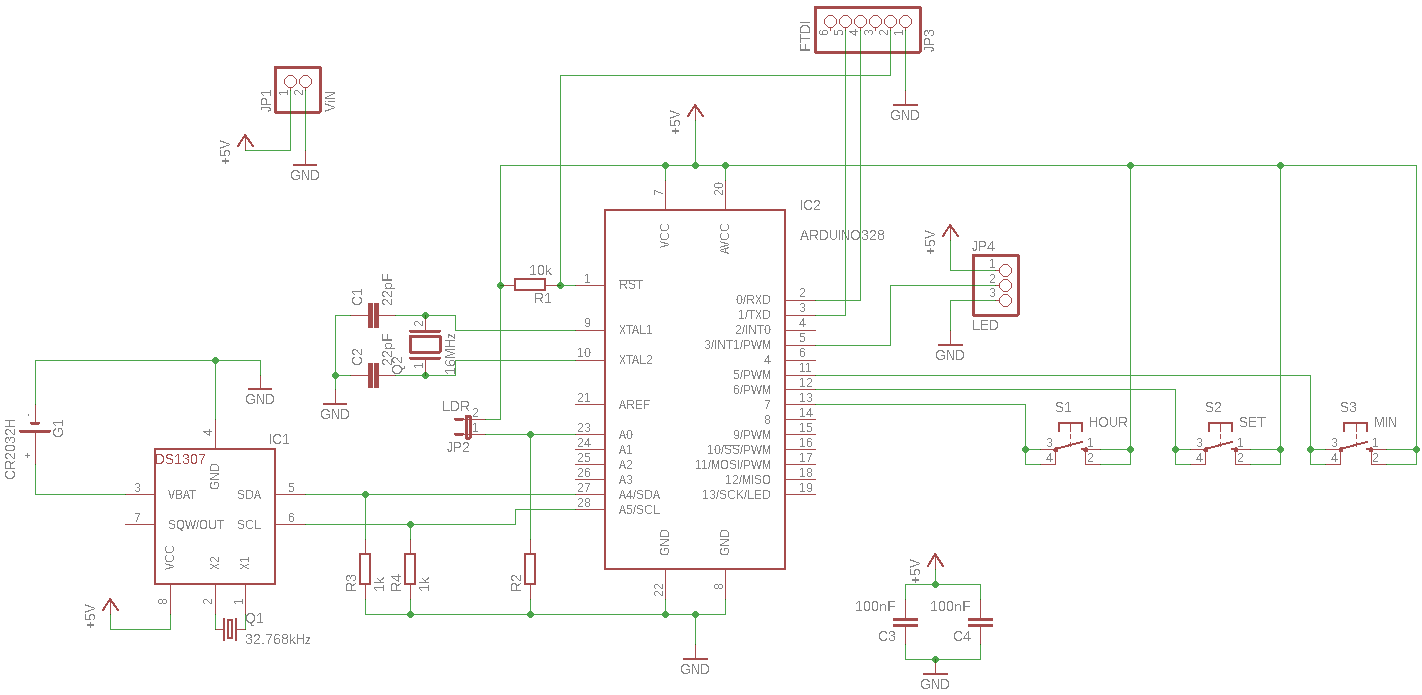 FTDI
6 5 4 3 2 1
JP3
GND
JP1
1 2
ViN
+5V
GND
+5V
7
20
IC2
ARDUINO328
VCC
AVCC
+5V
JP4
1
2
3
LED
GND
10k
R1
1
RST
C1
22pF
C2
22pF
2
1
Q2
16MHz
GND
9
XTAL1
10
XTAL2
21
AREF
LDR
2
1
JP2
23
A0
24
A1
25
A2
26
A3
27
A4/SDA
28
A5/SCL
0/RXD
2
1/TXD
3
2/INT0
4
3/INT1/PWM
5
4
6
5/PWM
11
6/PWM
12
7
13
8
14
9/PWM
15
10/SS/PWM
16
11/MOSI/PWM
17
12/MISO
18
13/SCK/LED
19
GND
GND
22
8
GND
S1
HOUR
3 1
4 2
S2
SET
3 1
4 2
S3
MIN
3 1
4 2
GND
-
+
G1
CR2032H
4
IC1
DS1307
GND
3
VBAT
SDA
5
7
SQW/OUT
SCL
6
VCC
X2
X1
8
2
1
+5V
Q1
32.768kHz
R3
1k
R4
1k
R2
+5V
100nF
100nF
C3
C4
GND